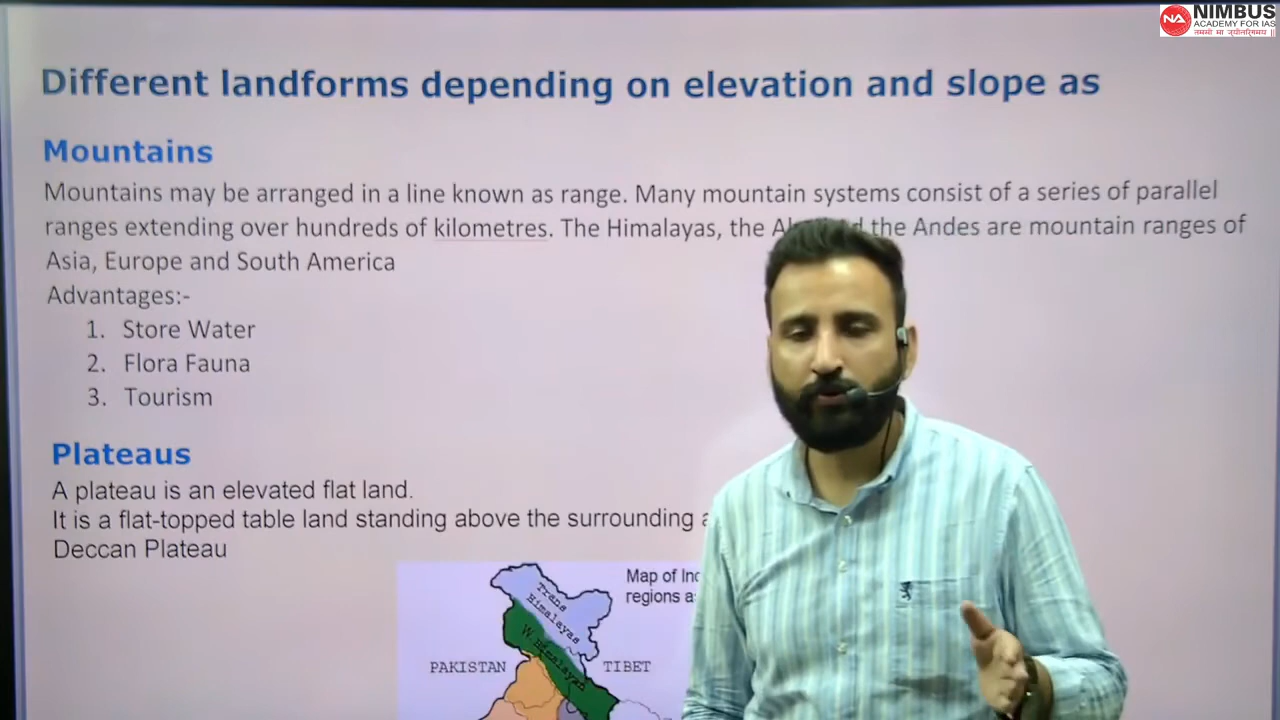 NIMBUS
ACADEMY FOR IAS
Different landforms depending on elevation and slope as
Mountains
Mountains may be arranged in a line known as range. Many mountain systems consist of a series of parallel
ranges extending over hundreds of kilometres. The Himalayas, the the Andes are mountain ranges of
Asia, Europe and South America
Advantages:-
1. Store Water
2. Flora Fauna
3. Tourism
Plateaus
A plateau is an elevated flat land.
It is a flat-topped table land standing above the surrounding
Deccan Plateau
Map of
regions
Trans
Himalayas
W. Himalayan
PAKISTAN
TIBET